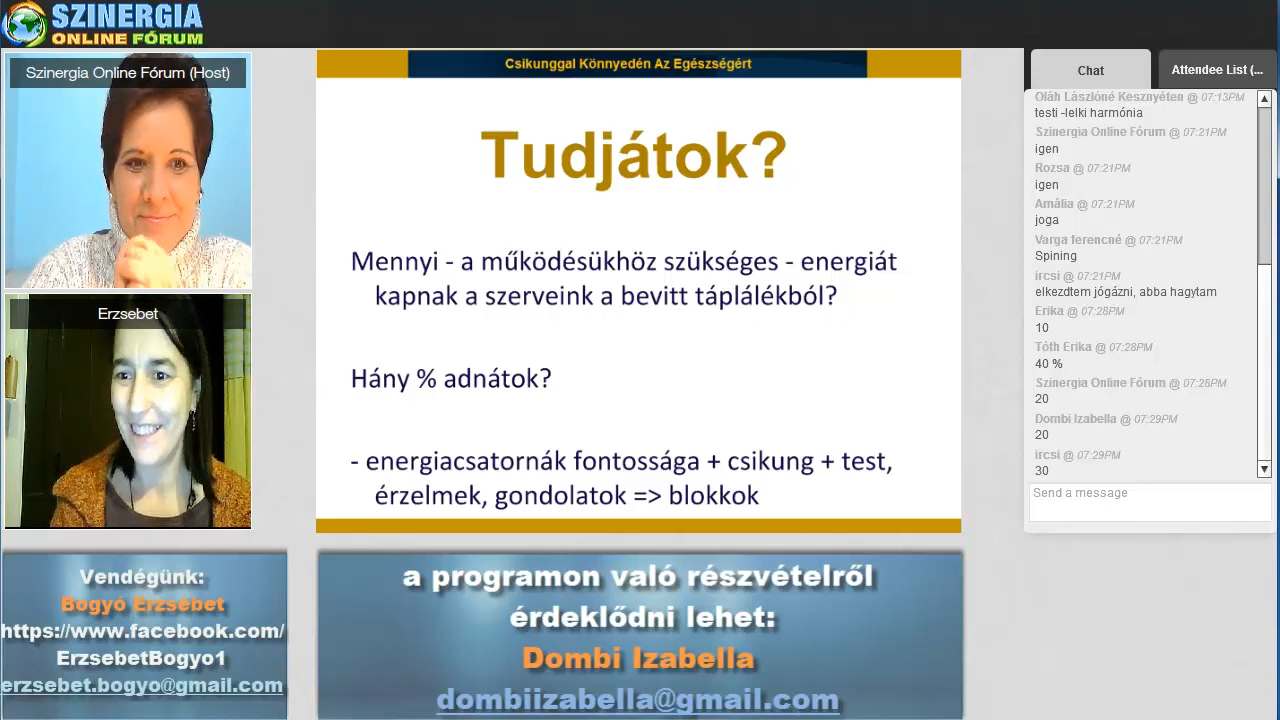 SZINERGIA
ONLINE FÓRUM
Szinergia Online Fórum (Host)
Erzsebet
Vendégünk:
Bogyó Erzsébet
https://www.facebook.com/
ErzsebetBogyo1
erzsebet.bogyo@gmail.com
Csikunggal Könnyedén Az Egészségért
Tudjátok?
Mennyi - a működésükhöz szükséges - energiát
kapnak a szerveink a bevitt táplálékból?
Hány % adnátok?
- energiacsatornák fontossága + csikung + test,
érzelmek, gondolatok => blokkok
a programon való részvételről
érdeklődni lehet:
Dombi Izabella
dombiizabella@gmail.com
Chat
Attendee List (...
Oláh Lászlóné Kesznyéten @ 07:13PM
testi -lelki harmónia
Szinergia Online Fórum @ 07:21PM
igen
Rozsa @ 07:21PM
igen
Amália @ 07:21PM
joga
Varga ferencné @ 07:21PM
Spining
ircsi @ 07:21PM
elkezdtem jógázni, abba hagytam
Erika @ 07:28PM
10
Tóth Erika @ 07:28PM
40 %
Szinergia Online Fórum @ 07:28PM
20
Dombi Izabella @ 07:29PM
20
ircsi @ 07:29PM
30
Send a message